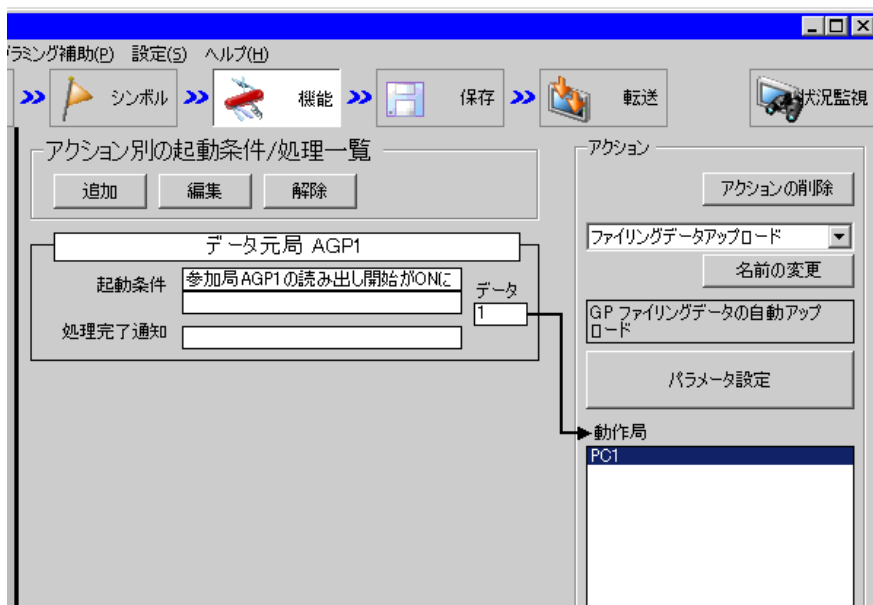 ラミング補助(P) 設定(S) ヘルプ(H)
シンボル 機能 保存 転送 状況監視
アクション別の起動条件/処理一覧
追加 編集 解除
データ元局 AGP1
起動条件 参加局AGP1の読み出し開始がONに
データ
1
処理完了通知
アクション
アクションの削除
ファイリングデータアップロード
名前の変更
GP ファイリングデータの自動アップ
ロード
パラメータ設定
動作局
PC1